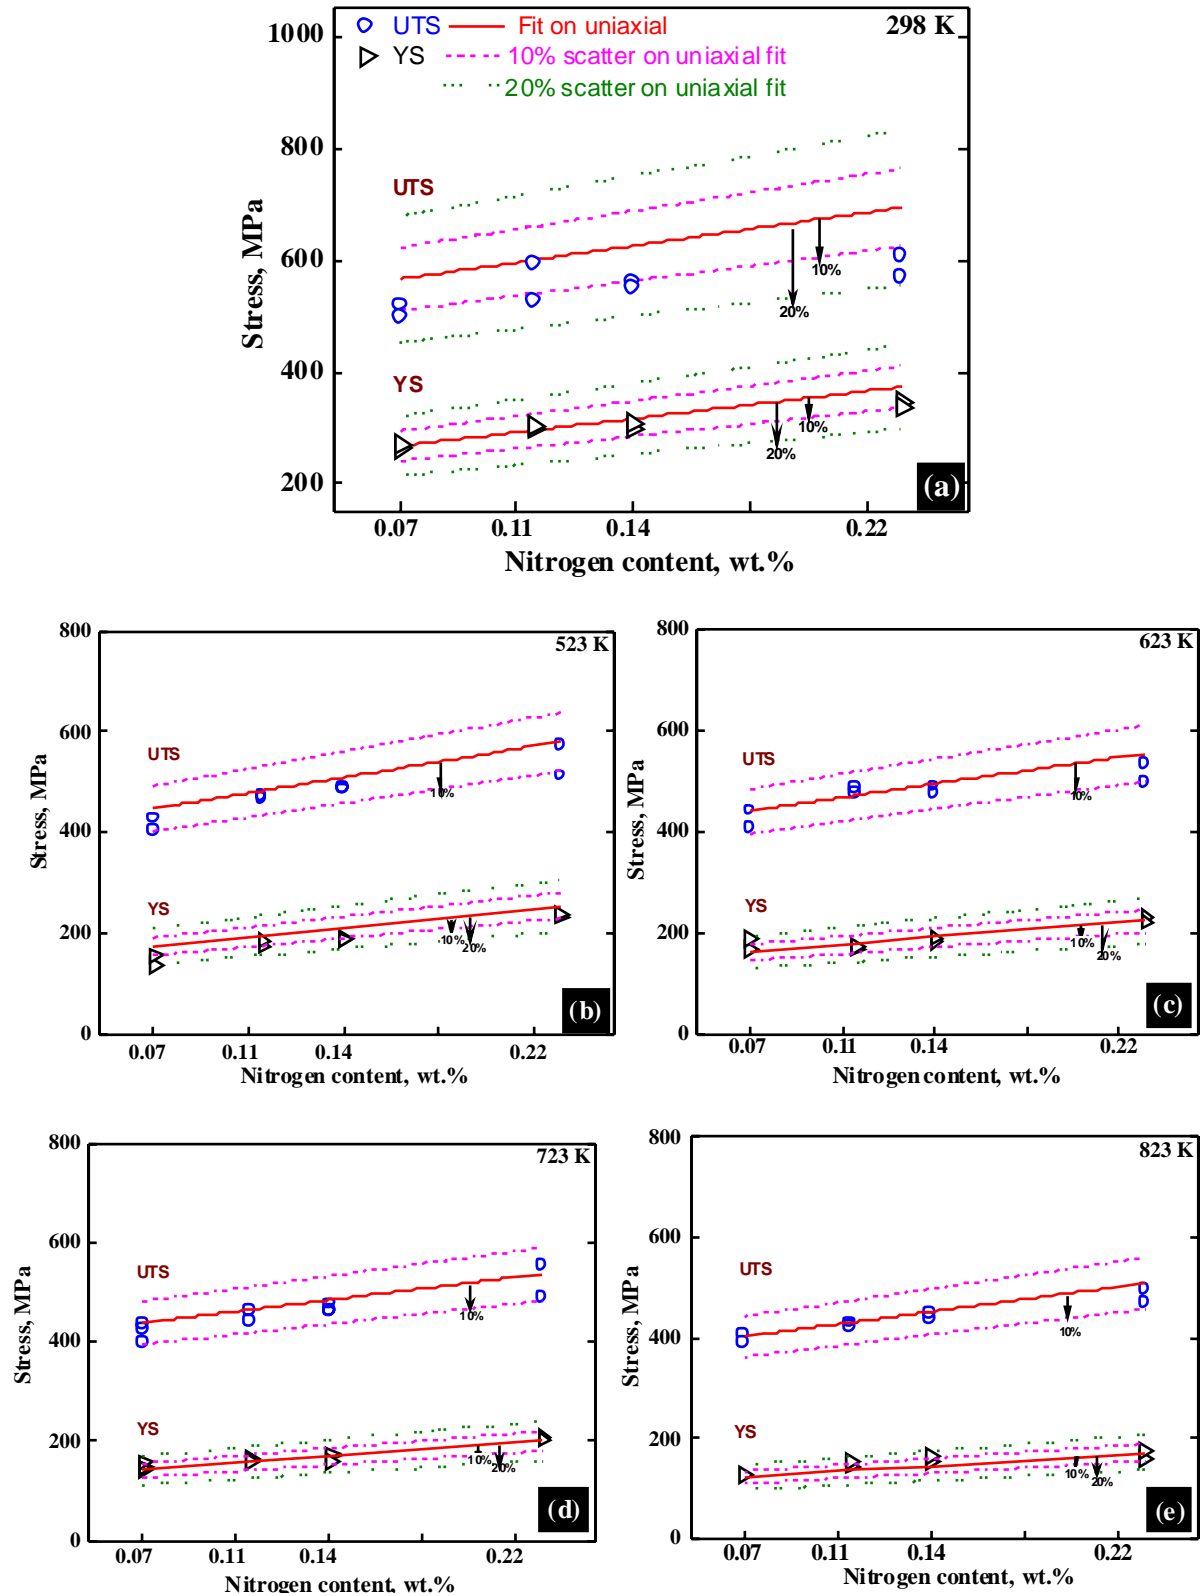 1000
UTS Fit on uniaxial 298 K
YS 10% scatter on uniaxial fit
20% scatter on uniaxial fit
800
UTS
600
10%
20%
400
YS
10%
20%
200
(a)
0.07 0.11 0.14 0.22
Stress, MPa
Nitrogen content, wt.%
800
523 K
600
UTS
10%
400
YS
200
10% 20%
(b)
0
0.07 0.11 0.14 0.22
Stress, MPa
Nitrogen content, wt.%
800
623 K
600
UTS
10%
400
YS
200
10%
20%
(c)
0
0.07 0.11 0.14 0.22
Stress, MPa
Nitrogen content, wt.%
800
723 K
600
UTS
10%
400
YS
200
10% 20%
(d)
0
0.07 0.11 0.14 0.22
Stress, MPa
Nitrogen content, wt.%
800
823 K
600
UTS
10%
400
YS
200
10% 20%
(e)
0
0.07 0.11 0.14 0.22
Stress, MPa
Nitrogen content, wt.%